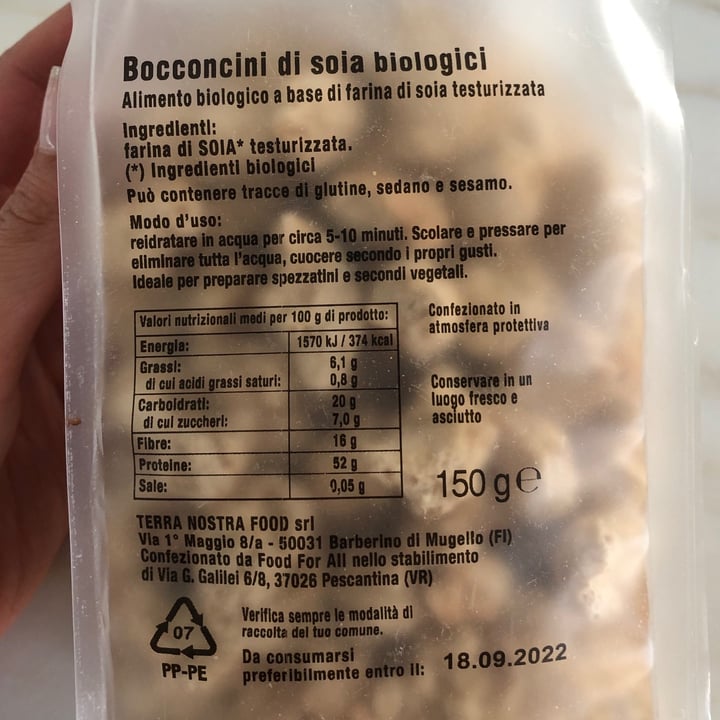 Bocconcini di soia biologici
Alimento biologico a base di farina di soia testurizzata
Ingredienti:
farina di SOIA* testurizzata.
(*) Ingredienti biologici
Può contenere tracce di glutine, sedano e sesamo.
Modo d'uso:
reidratare in acqua per circa 5-10 minuti. Scolare e pressare per
eliminare tutta l'acqua, cuocere secondo i propri gusti.
Ideale per preparare spezzatini e secondi vegetali.
Valori nutrizionali medi per 100 g di prodotto:
Energia: 1570 kJ / 374 kcal
Grassi: 6,1 g
di cui acidi grassi saturi: 0,8 g
Carboidrati: 20 g
di cui zuccheri: 7,0 g
Fibre: 16 g
Proteine: 52 g
Sale: 0,05 g
Confezionato in
atmosfera protettiva
Conservare in un
luogo fresco e
asciutto
150 g e
TERRA NOSTRA FOOD srl
Via 1° Maggio 8/a - 50031 Barberino di Mugello (FI)
Confezionato da Food For All nello stabilimento
di Via G. Galilei 6/8, 37026 Pescantina (VR)
07
PP-PE
Verifica sempre le modalità di
raccolta del tuo comune.
Da consumarsi
preferibilmente entro il: 18.09.2022